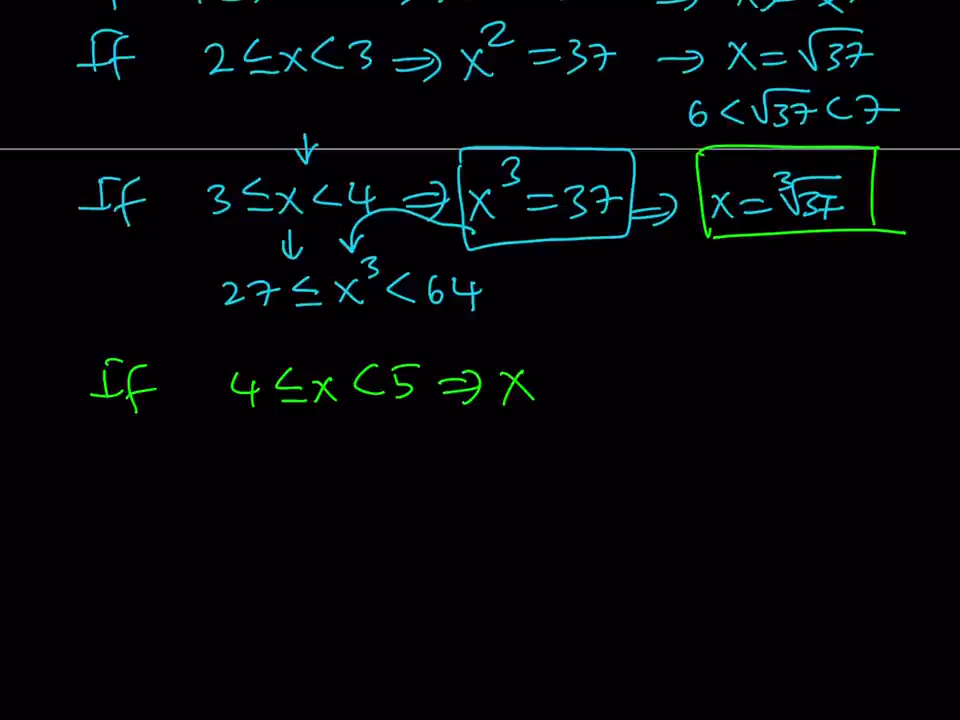 If 2 ≤ x < 3 ⇒ x² = 37 → x = √37
6 < √37 < 7
If 3 ≤ x < 4 ⇒ x³ = 37 ⇒ x = ∛37
27 ≤ x³ < 64
If 4 ≤ x < 5 ⇒ x